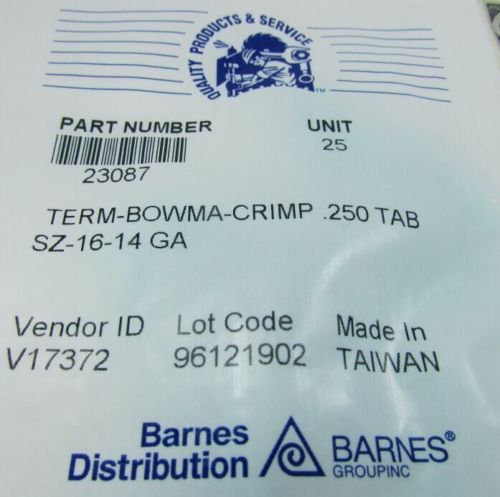 QUALITY PRODUCTS & SERVICE
TM
PART NUMBER
UNIT
23087
25
TERM-BOWMA-CRIMP .250 TAB
SZ-16-14 GA
Vendor ID
Lot Code
Made In
V17372
96121902
TAIWAN
Barnes
Distribution
BARNES®
GROUPINC